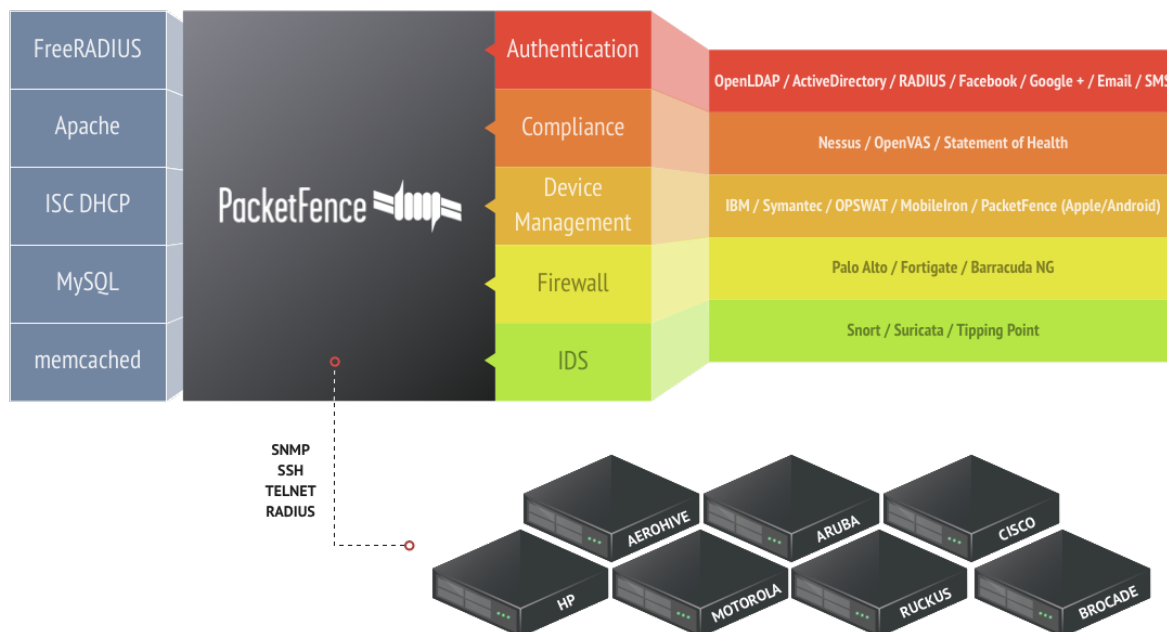 FreeRADIUS
Apache
ISC DHCP
MySQL
memcached
PacketFence
Authentication
Compliance
Device
Management
Firewall
IDS
OpenLDAP / ActiveDirectory / RADIUS / Facebook / Google + / Email / SMS
Nessus / OpenVAS / Statement of Health
IBM / Symantec / OPSWAT / MobileIron / PacketFence (Apple/Android)
Palo Alto / Fortigate / Barracuda NG
Snort / Suricata / Tipping Point
SNMP
SSH
TELNET
RADIUS
AEROHIVE
ARUBA
CISCO
HP
MOTOROLA
RUCKUS
BROCADE